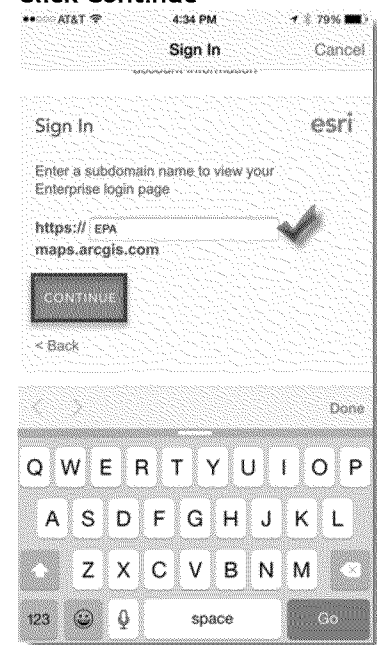 Click Continue
AT&T 4:34 PM 79%
Sign In Cancel
Sign In esri
Enter a subdomain name to view your
Enterprise login page
https:// EPA
maps.arcgis.com
CONTINUE
< Back
< > Done
Q W E R T Y U I O P
A S D F G H J K L
Z X C V B N M
123 space Go